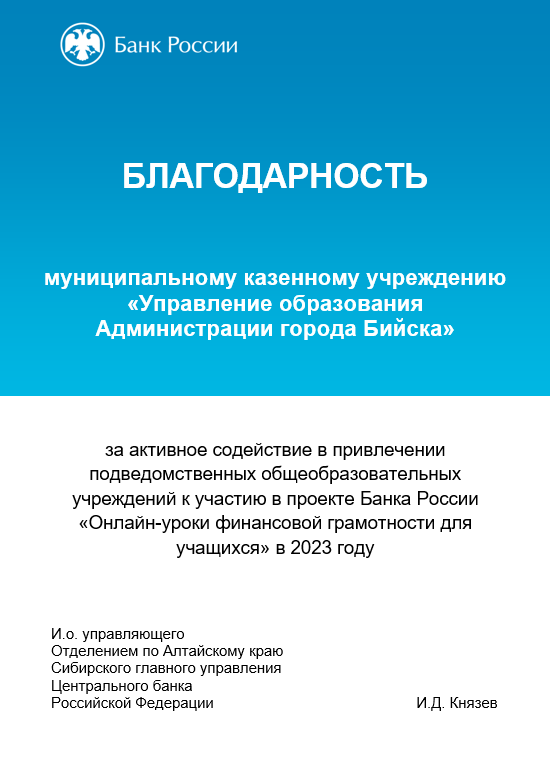 Банк России
БЛАГОДАРНОСТЬ
муниципальному казенному учреждению
«Управление образования
Администрации города Бийска»
за активное содействие в привлечении
подведомственных общеобразовательных
учреждений к участию в проекте Банка России
«Онлайн-уроки финансовой грамотности для
учащихся» в 2023 году
И.о. управляющего
Отделением по Алтайскому краю
Сибирского главного управления
Центрального банка
Российской Федерации
И.Д. Князев